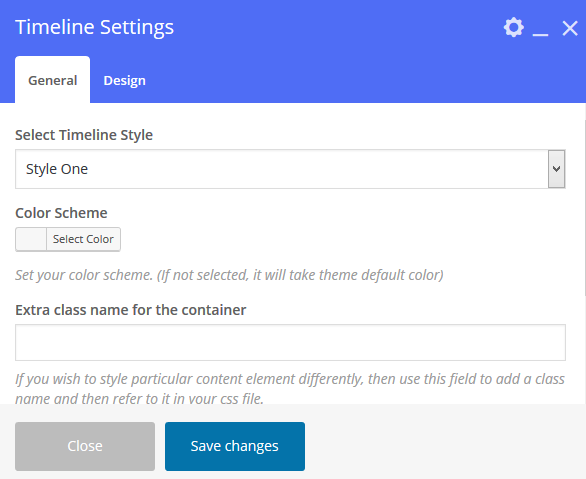 Timeline Settings
General Design
Select Timeline Style
Style One
Color Scheme
Select Color
Set your color scheme. (If not selected, it will take theme default color)
Extra class name for the container
If you wish to style particular content element differently, then use this field to add a class
name and then refer to it in your css file.
Close Save changes